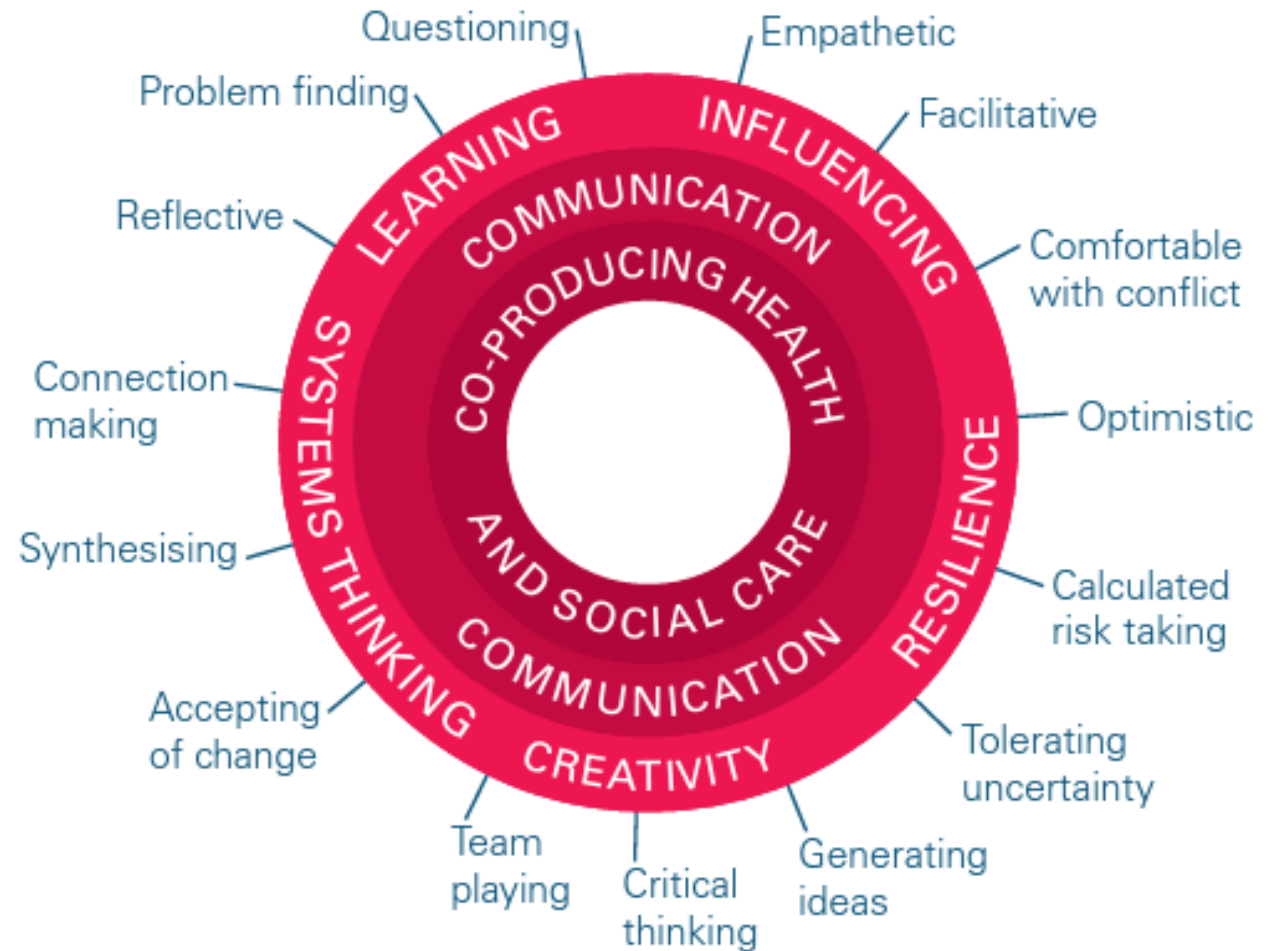 Questioning
Problem finding
Reflective
Connection
making
Synthesising
Accepting
of change
Team
playing
Critical
thinking
Generating
ideas
Tolerating
uncertainty
Calculated
risk taking
Optimistic
Comfortable
with conflict
Facilitative
Empathetic
LEARNING
INFLUENCING
RESILIENCE
CREATIVITY
SYSTEMS THINKING
COMMUNICATION
COMMUNICATION
CO-PRODUCING HEALTH
AND SOCIAL CARE